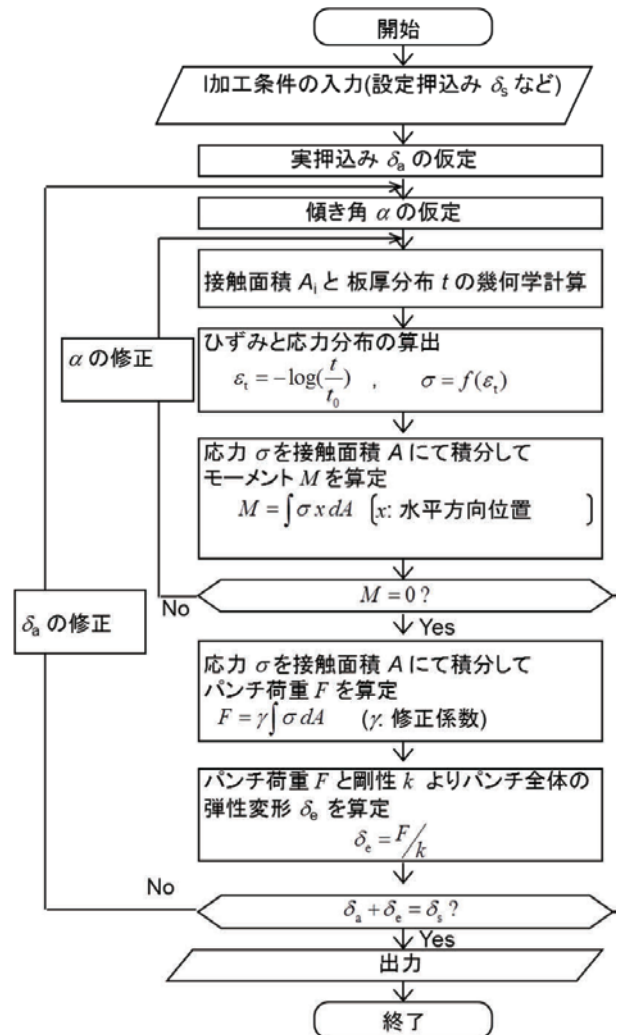 開始
I加工条件の入力(設定押込み δs など)
実押込み δa の仮定
傾き角 α の仮定
接触面積 Ai と 板厚分布 t の幾何学計算
α の修正
ひずみと応力分布の算出
εt = −log(t/t0) , σ = f(εt)
応力 σを接触面積 A にて積分して
モーメント M を算定
M = ∫σ x dA [x: 水平方向位置 ]
No
M = 0 ?
Yes
δa の修正
応力 σを接触面積 A にて積分して
パンチ荷重 F を算定
F = γ∫σ dA (γ: 修正係数)
パンチ荷重 F と剛性 k よりパンチ全体の
弾性変形 δe を算定
δe = F/k
No
δa + δe = δs ?
Yes
出力
終了